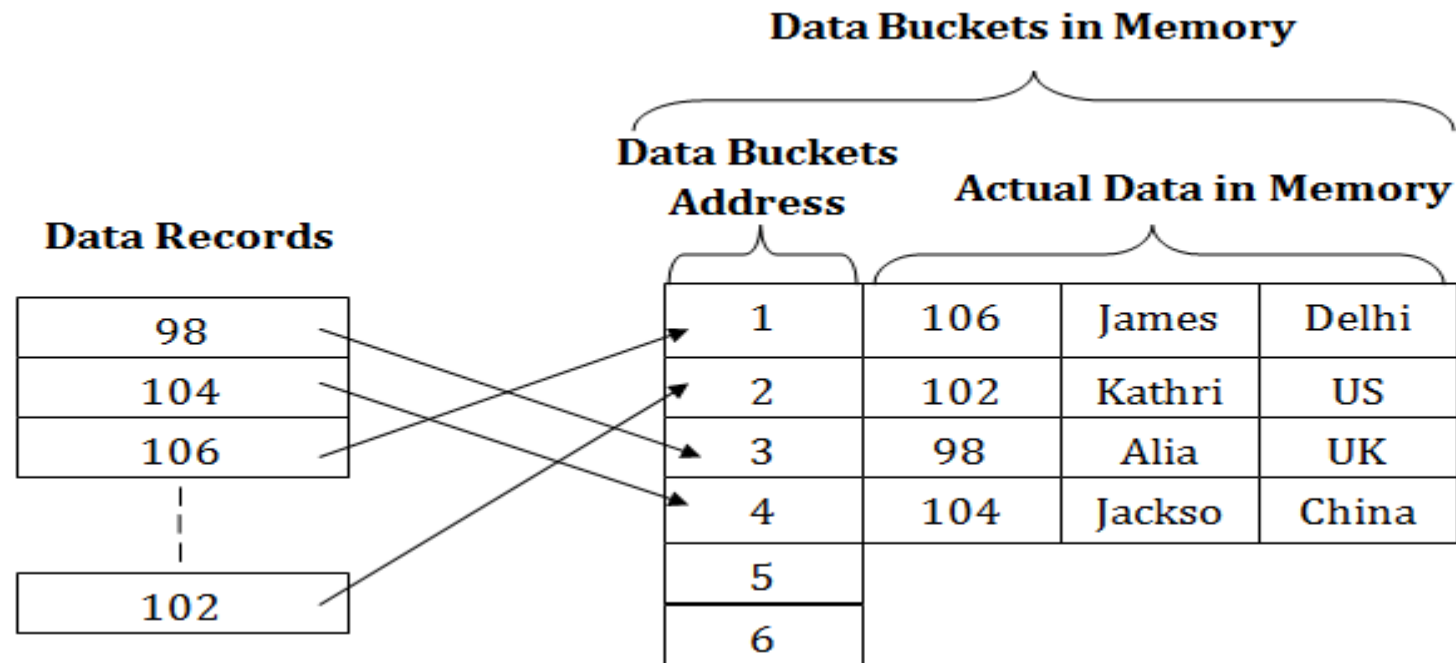 Data Buckets in Memory
Data Buckets
Address
Actual Data in Memory
Data Records
98
104
106
102
1 106 James Delhi
2 102 Kathri US
3 98 Alia UK
4 104 Jackso China
5
6